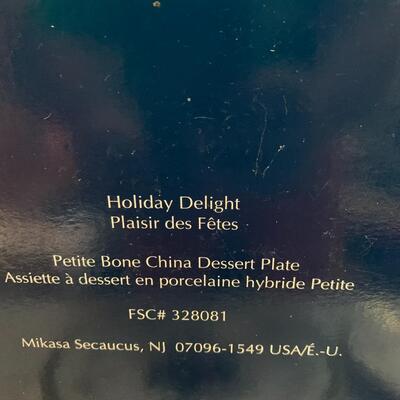 Holiday Delight
Plaisir des Fêtes
Petite Bone China Dessert Plate
Assiette à dessert en porcelaine hybride Petite
FSC# 328081
Mikasa Secaucus, NJ 07096-1549 USA/É.-U.